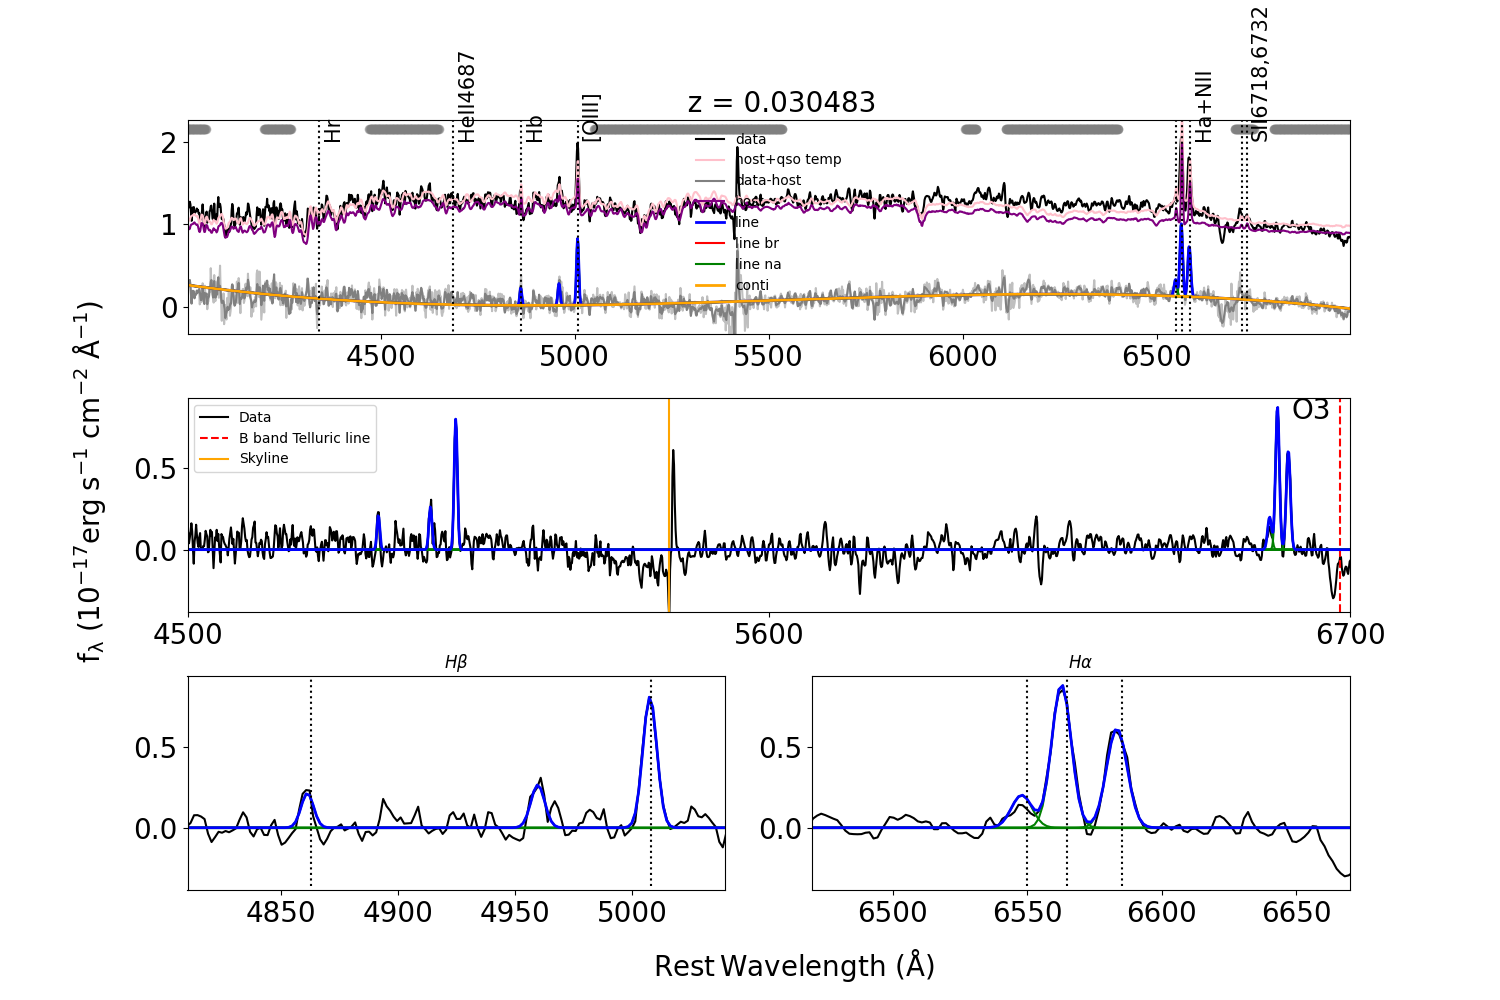 Hr
HeII4687
Hb
[OIII]
Ha+NII
SII6718,6732
z = 0.030483
data
host+qso temp
data-host
host
line
line br
line na
conti
2
1
0
4500
5000
5500
6000
6500
fλ (10−17erg s−1 cm−2 Å−1)
Data
B band Telluric line
Skyline
O3
0.5
0.0
4500
5600
6700
Hβ
0.5
0.0
4850
4900
4950
5000
Hα
0.5
0.0
6500
6550
6600
6650
Rest Wavelength (Å)